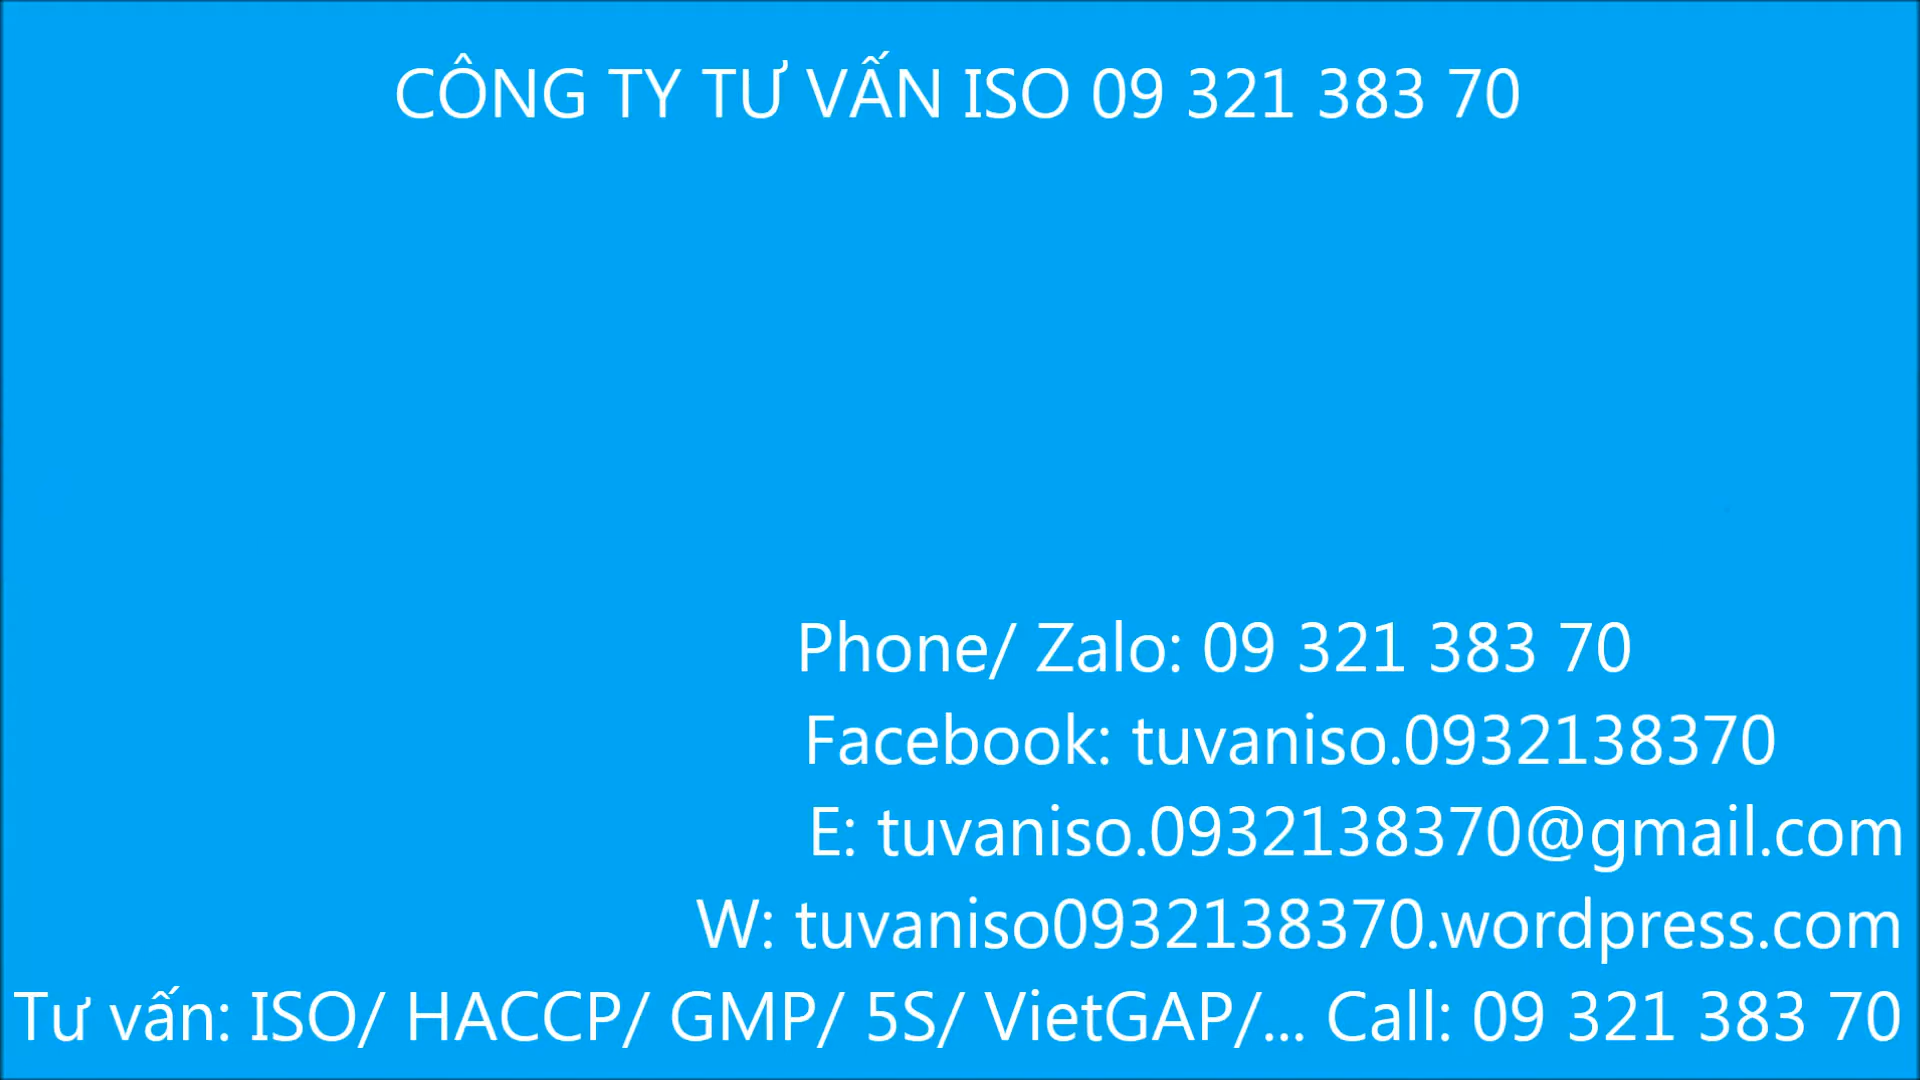 CÔNG TY TƯ VẤN ISO 09 321 383 70
Phone/ Zalo: 09 321 383 70
Facebook: tuvaniso.0932138370
E: tuvaniso.0932138370@gmail.com
W: tuvaniso0932138370.wordpress.com
Tư vấn: ISO/ HACCP/ GMP/ 5S/ VietGAP/... Call: 09 321 383 70